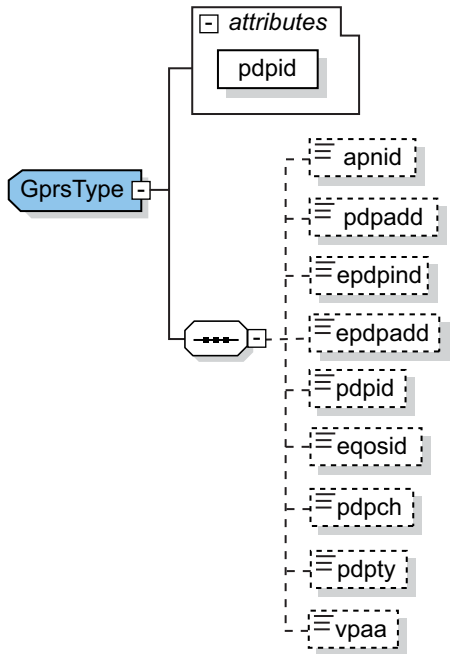 attributes
pdpid
GprsType
apnid
pdpadd
epdpind
epdpadd
pdpid
eqosid
pdpch
pdpty
vpaa